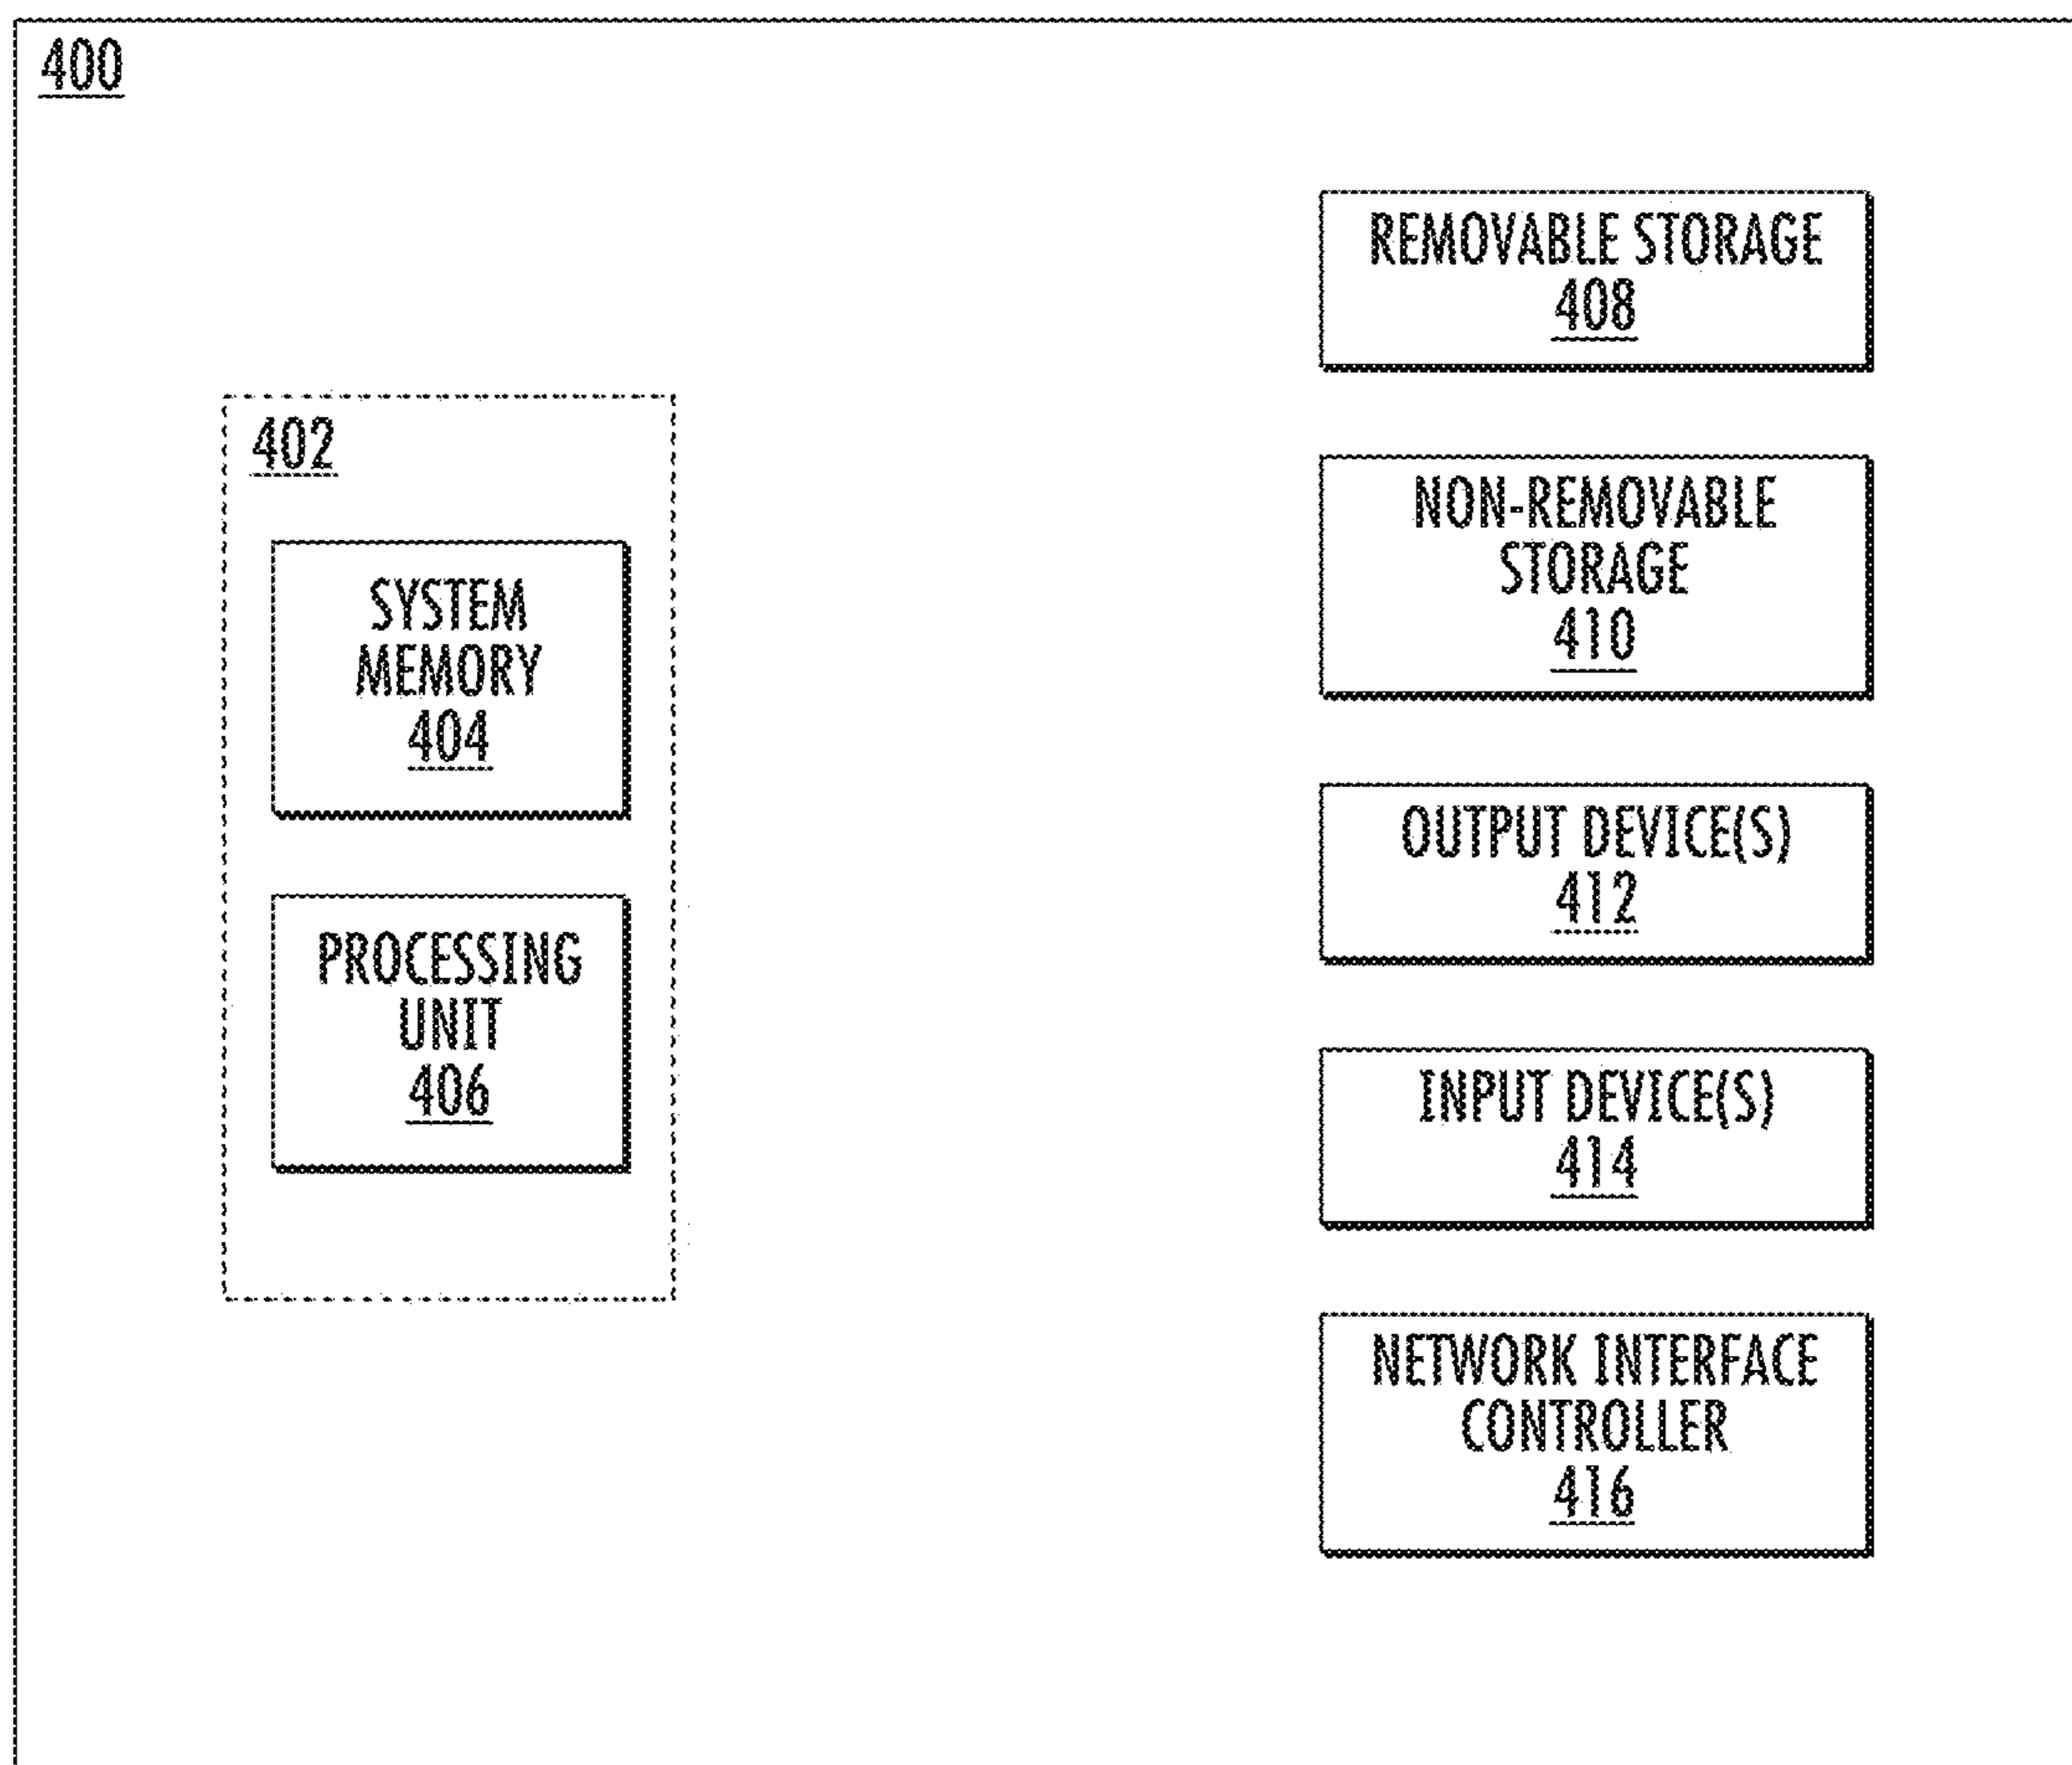 400
402
SYSTEM
MEMORY
404
PROCESSING
UNIT
406
REMOVABLE STORAGE
408
NON-REMOVABLE
STORAGE
410
OUTPUT DEVICE(S)
412
INPUT DEVICE(S)
414
NETWORK INTERFACE
CONTROLLER
416